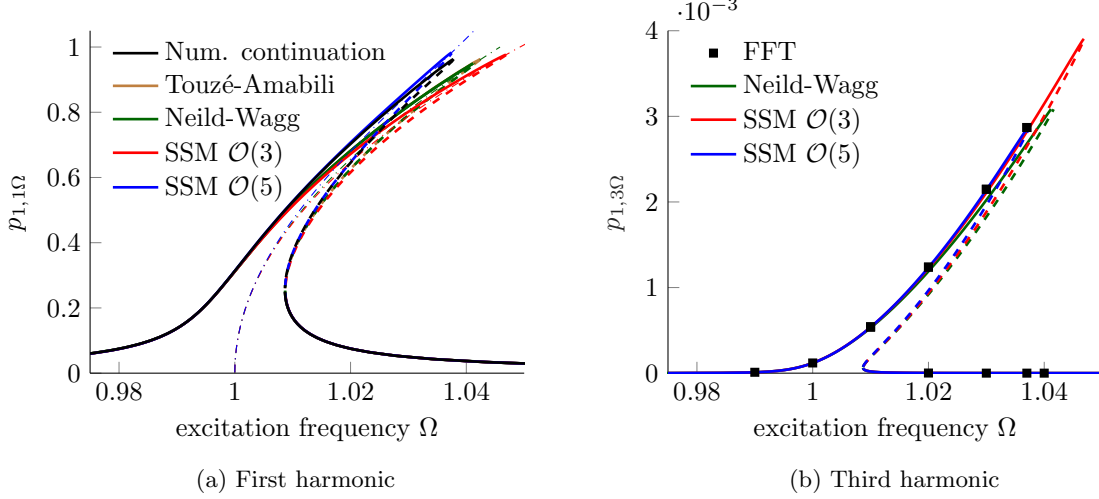 ·10−3
1
0.8
0.6
0.4
0.2
0
p1,1Ω
Num. continuation
Touzé-Amabili
Neild-Wagg
SSM O(3)
SSM O(5)
0.98
1
1.02
1.04
excitation frequency Ω
(a) First harmonic
4
3
2
1
0
p1,3Ω
FFT
Neild-Wagg
SSM O(3)
SSM O(5)
0.98
1
1.02
1.04
excitation frequency Ω
(b) Third harmonic